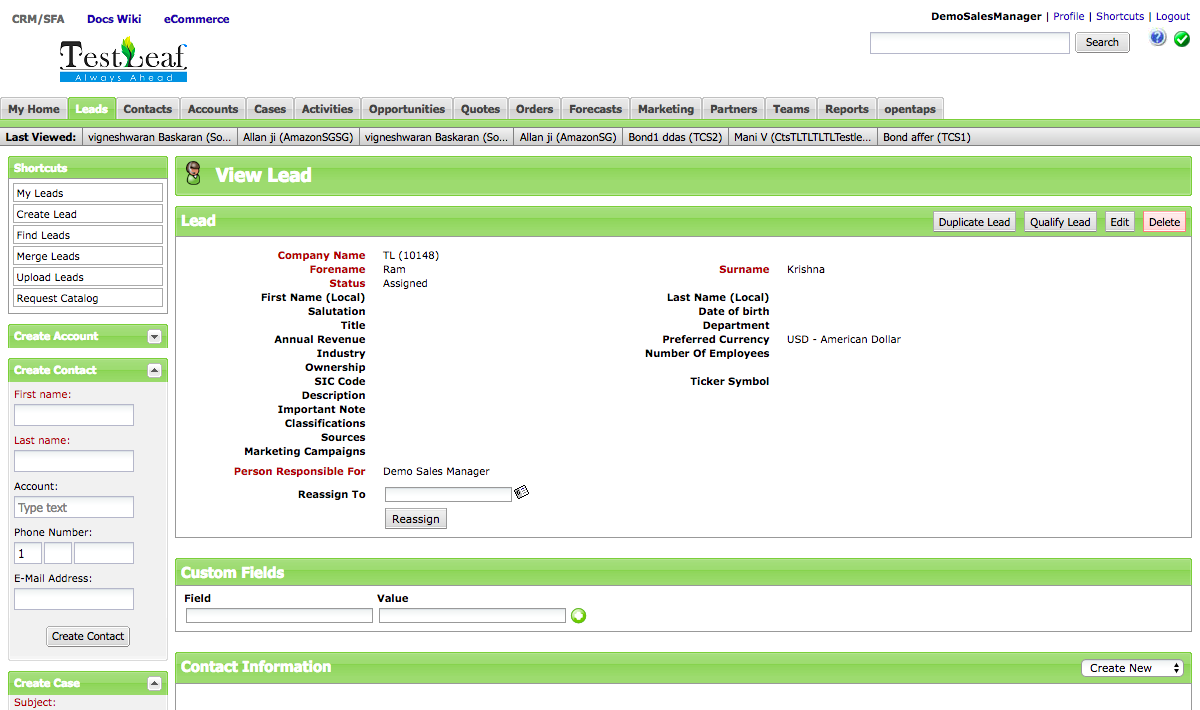 CRM/SFA Docs Wiki eCommerce
DemoSalesManager | Profile | Shortcuts | Logout
TestLeaf
Always Ahead
Search
My Home Leads Contacts Accounts Cases Activities Opportunities Quotes Orders Forecasts Marketing Partners Teams Reports opentaps
Last Viewed: vigneshwaran Baskaran (So... Allan ji (AmazonSGSG) vigneshwaran Baskaran (So... Allan ji (AmazonSG) Bond1 ddas (TCS2) Mani V (CtsTLTLTLTLTestle... Bond affer (TCS1)
Shortcuts
My Leads
Create Lead
Find Leads
Merge Leads
Upload Leads
Request Catalog
Create Account
Create Contact
First name:
Last name:
Account:
Type text
Phone Number:
1
E-Mail Address:
Create Contact
Create Case
Subject:
View Lead
Lead
Duplicate Lead Qualify Lead Edit Delete
Company Name TL (10148)
Forename Ram Surname Krishna
Status Assigned
First Name (Local) Last Name (Local)
Salutation Date of birth
Title Department
Annual Revenue Preferred Currency USD - American Dollar
Industry Number Of Employees
Ownership
SIC Code Ticker Symbol
Description
Important Note
Classifications
Sources
Marketing Campaigns
Person Responsible For Demo Sales Manager
Reassign To
Reassign
Custom Fields
Field Value
Contact Information
Create New